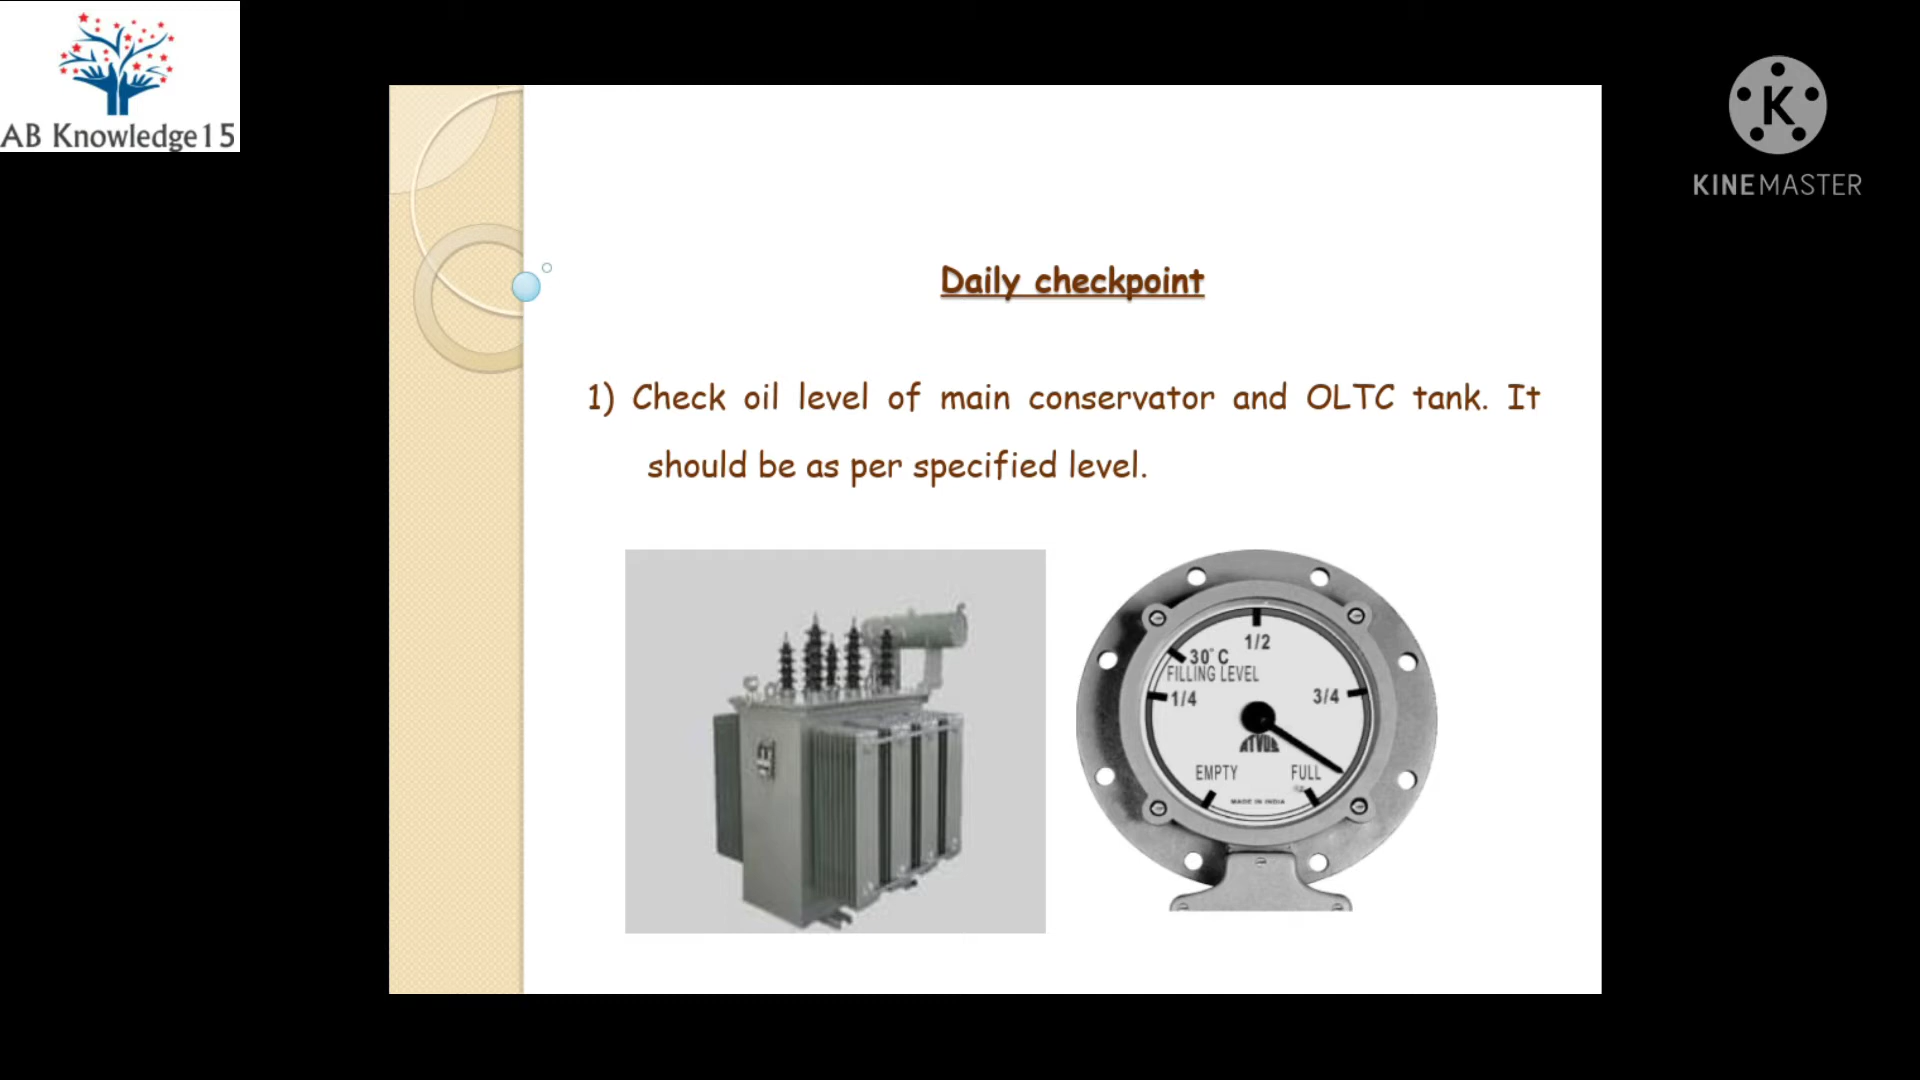 AB Knowledge15
KINEMASTER
Daily checkpoint
1) Check oil level of main conservator and OLTC tank. It
should be as per specified level.
1/2
30°C
FILLING LEVEL
1/4
3/4
EMPTY
FULL
MADE IN INDIA